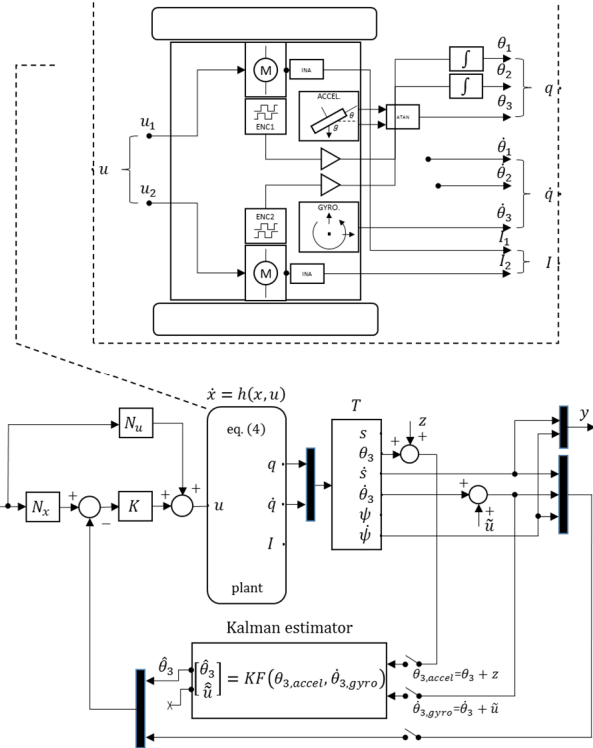 M
INA
θ₁
θ₂
θ₃
∫
∫
q
ACCEL.
θ
g
ATAN
ENC1
u₁
u
u₂
θ̇₁
θ̇₂
θ̇₃
q̇
ENC2
GYRO.
I₁
I₂
I
M
INA
ẋ = h(x, u)
eq. (4)
q
q̇
I
plant
u
T
s
θ₃
ṡ
θ̇₃
ψ
ψ̇
z
+
+
y
Nᵤ
Nₓ
+
−
K
+
+
+
+
ũ
Kalman estimator
θ̂₃
[θ̂₃ û̃] = KF(θ₃,accel, θ̇₃,gyro)
θ₃,accel=θ₃ + z
θ̇₃,gyro=θ̇₃ + ũ